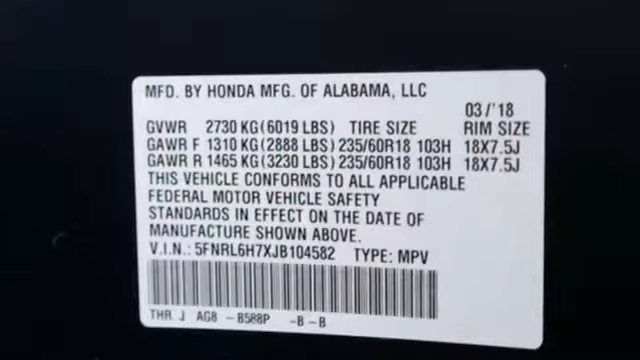 MFD. BY HONDA MFG. OF ALABAMA, LLC
03/'18
GVWR 2730 KG(6019 LBS) TIRE SIZE RIM SIZE
GAWR F 1310 KG(2888 LBS) 235/60R18 103H 18X7.5J
GAWR R 1465 KG(3230 LBS) 235/60R18 103H 18X7.5J
THIS VEHICLE CONFORMS TO ALL APPLICABLE
FEDERAL MOTOR VEHICLE SAFETY
STANDARDS IN EFFECT ON THE DATE OF
MANUFACTURE SHOWN ABOVE.
V.I.N.: 5FNRL6H7XJB104582 TYPE: MPV
THR J AG8 -B588P -B-B